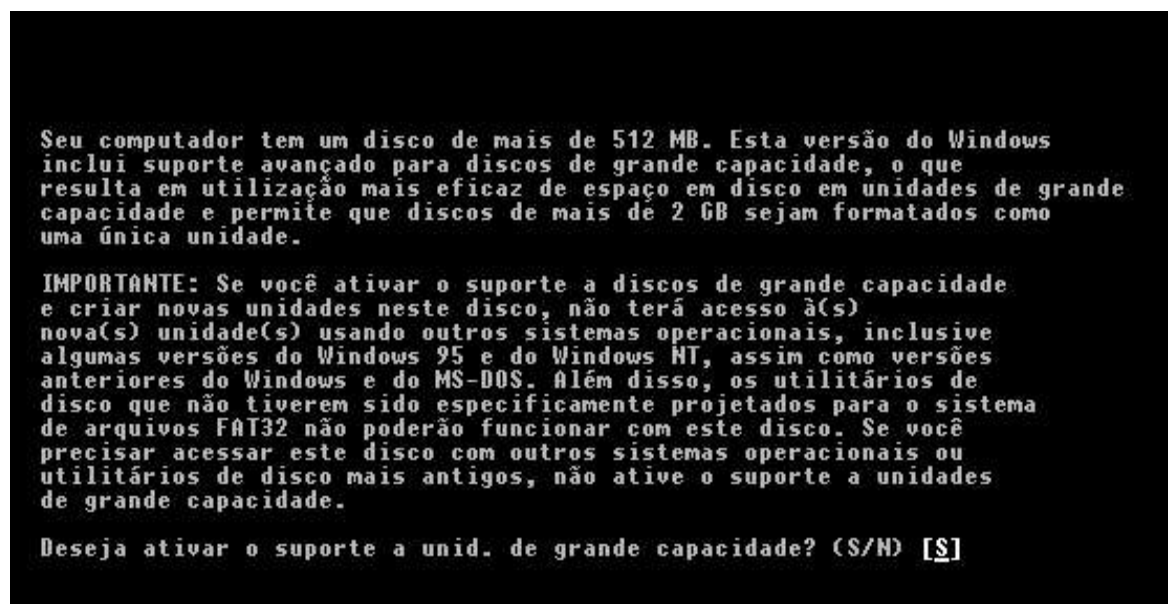 Seu computador tem um disco de mais de 512 MB. Esta versão do Windows
inclui suporte avançado para discos de grande capacidade, o que
resulta em utilização mais eficaz de espaço em disco em unidades de grande
capacidade e permite que discos de mais de 2 GB sejam formatados como
uma única unidade.
IMPORTANTE: Se você ativar o suporte a discos de grande capacidade
e criar novas unidades neste disco, não terá acesso à(s)
nova(s) unidade(s) usando outros sistemas operacionais, inclusive
algumas versões do Windows 95 e do Windows NT, assim como versões
anteriores do Windows e do MS-DOS. Além disso, os utilitários de
disco que não tiverem sido especificamente projetados para o sistema
de arquivos FAT32 não poderão funcionar com este disco. Se você
precisar acessar este disco com outros sistemas operacionais ou
utilitários de disco mais antigos, não ative o suporte a unidades
de grande capacidade.
Deseja ativar o suporte a unid. de grande capacidade? (S/N) [S]